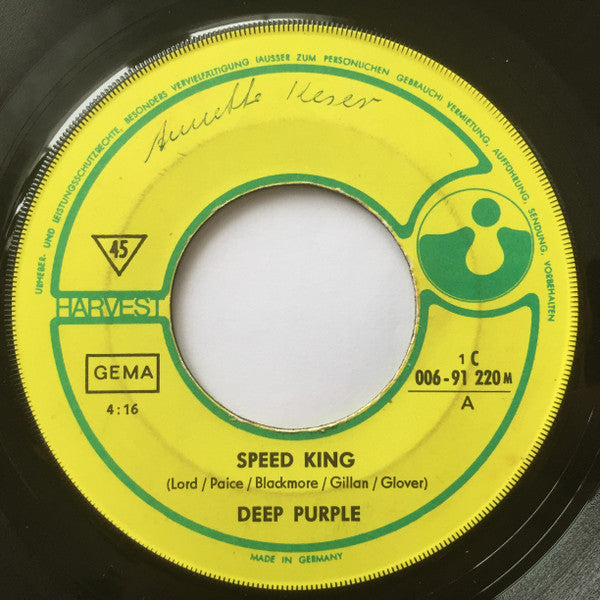 URHEBER- UND LEISTUNGSSCHUTZRECHTE, BESONDERS VERVIELFÄLTIGUNG (AUSSER ZUM PERSÖNLICHEN GEBRAUCH) VERMIETUNG, AUFFÜHRUNG, SENDUNG, VORBEHALTEN
Annette
45
HARVEST
GEMA
4:16
1 C
006-91 220 M
A
SPEED KING
(Lord / Paice / Blackmore / Gillan / Glover)
DEEP PURPLE
MADE IN GERMANY